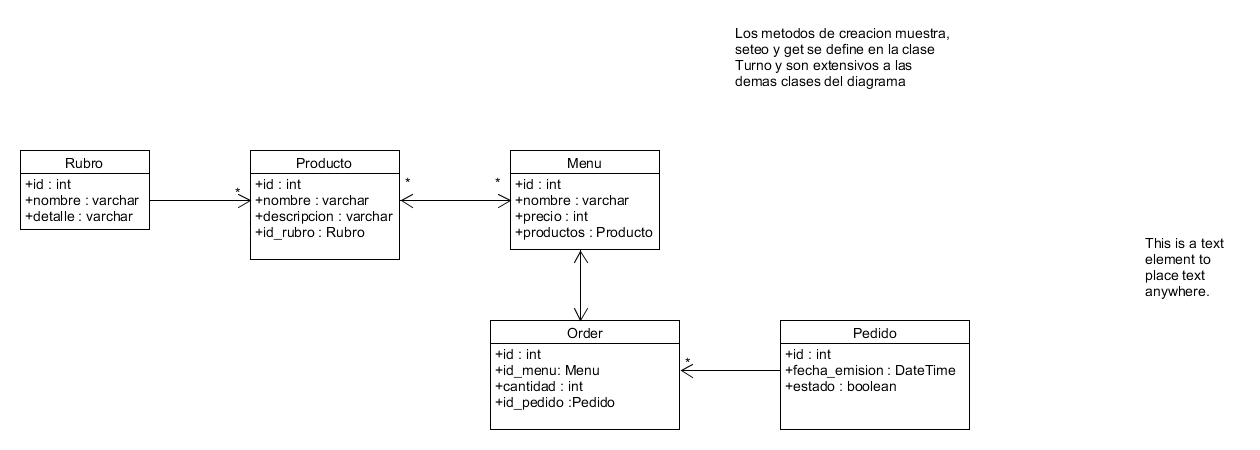 Los metodos de creacion muestra,
seteo y get se define en la clase
Turno y son extensivos a las
demas clases del diagrama
Rubro
+id : int
+nombre : varchar
+detalle : varchar
*
Producto
+id : int
+nombre : varchar
+descripcion : varchar
+id_rubro : Rubro
*
*
Menu
+id : int
+nombre : varchar
+precio : int
+productos : Producto
This is a text
element to
place text
anywhere.
Order
+id : int
+id_menu: Menu
+cantidad : int
+id_pedido :Pedido
*
Pedido
+id : int
+fecha_emision : DateTime
+estado : boolean